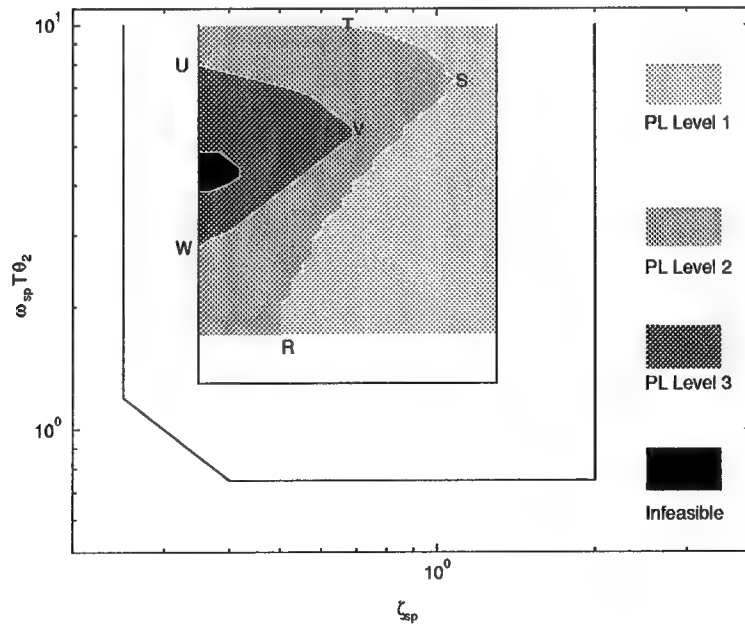 10¹
T
U
S
PL Level 1
V
W
PL Level 2
ω_sp Tθ₂
R
PL Level 3
10⁰
Infeasible
10⁰
ζ_sp